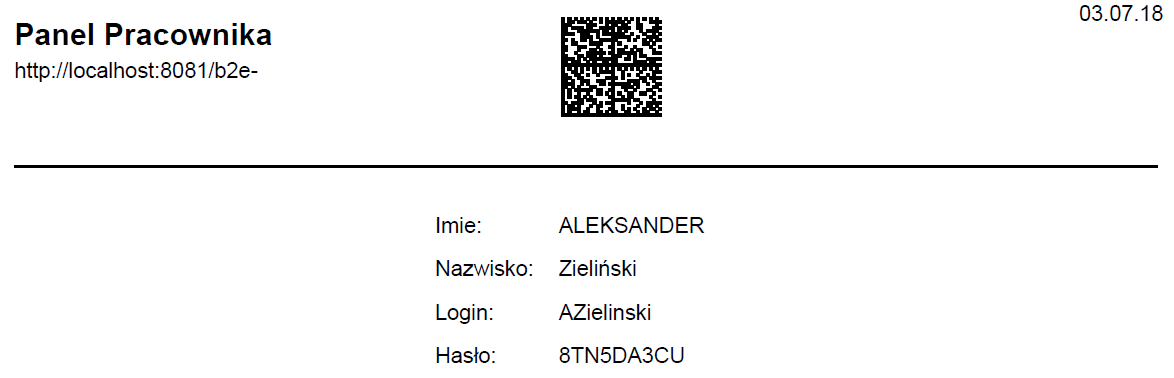 03.07.18
Panel Pracownika
http://localhost:8081/b2e-
Imie: ALEKSANDER
Nazwisko: Zieliński
Login: AZielinski
Hasło: 8TN5DA3CU